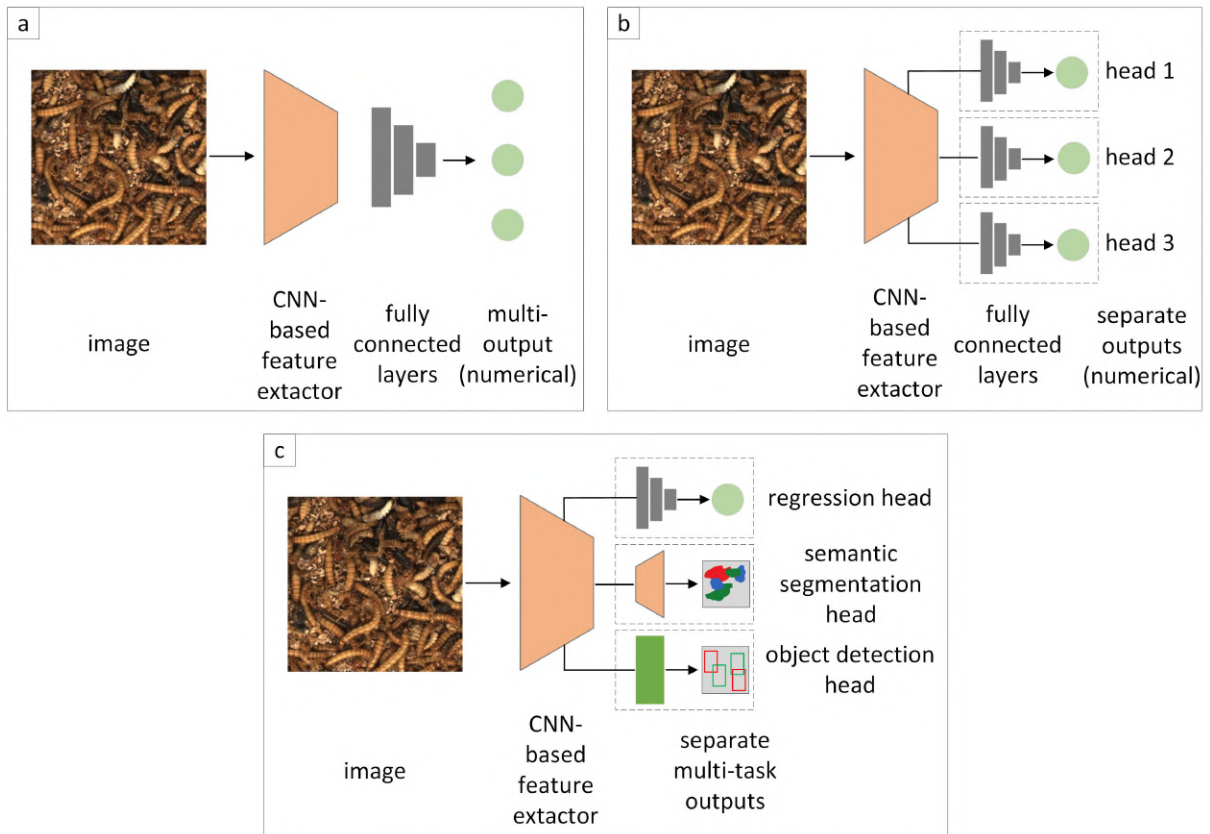 a
image
CNN-
based
feature
extactor
fully
connected
layers
multi-
output
(numerical)
b
head 1
head 2
head 3
image
CNN-
based
feature
extactor
fully
connected
layers
separate
outputs
(numerical)
c
regression head
semantic
segmentation
head
object detection
head
image
CNN-
based
feature
extactor
separate
multi-task
outputs